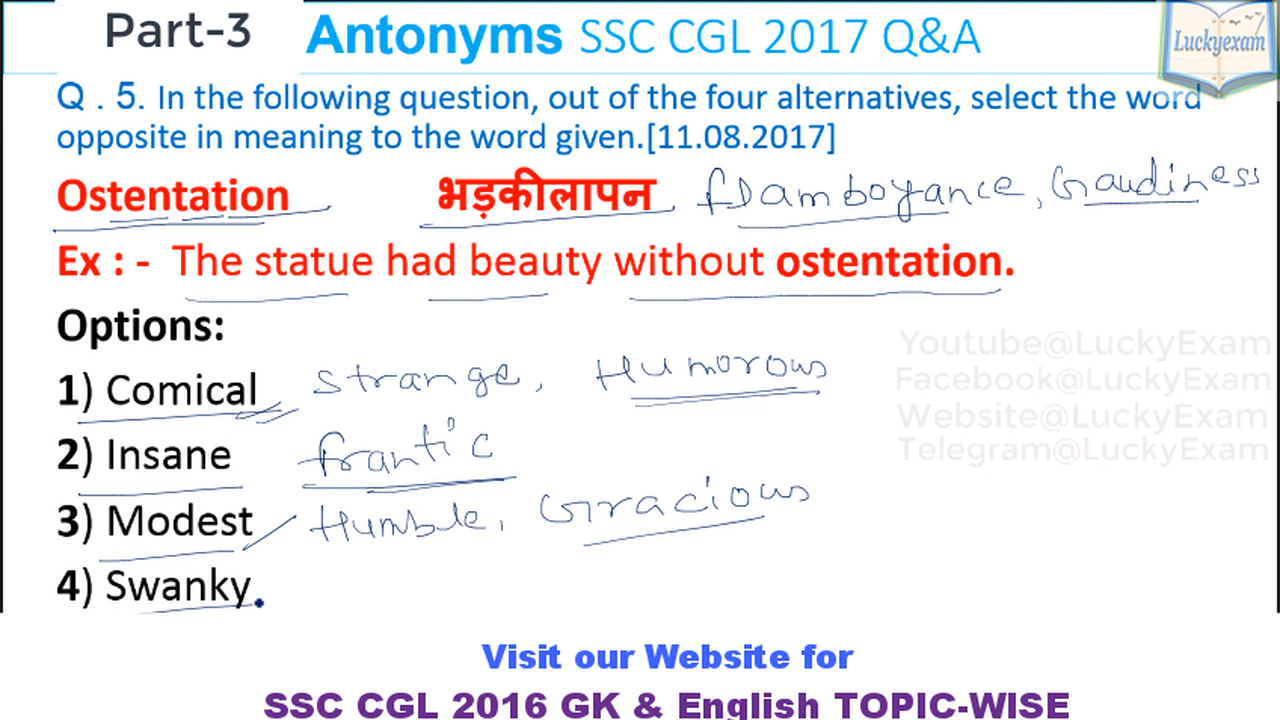 Part-3 Antonyms SSC CGL 2017 Q&A
Luckyexam
Q . 5. In the following question, out of the four alternatives, select the word
opposite in meaning to the word given.[11.08.2017]
Ostentation भड़कीलापन flamboyance, Gaudiness
Ex : - The statue had beauty without ostentation.
Options:
1) Comical strange, Humorous
2) Insane frantic
3) Modest Humble, Gracious
4) Swanky.
Youtube@LuckyExam
Facebook@LuckyExam
Website@LuckyExam
Telegram@LuckyExam
Visit our Website for
SSC CGL 2016 GK & English TOPIC-WISE